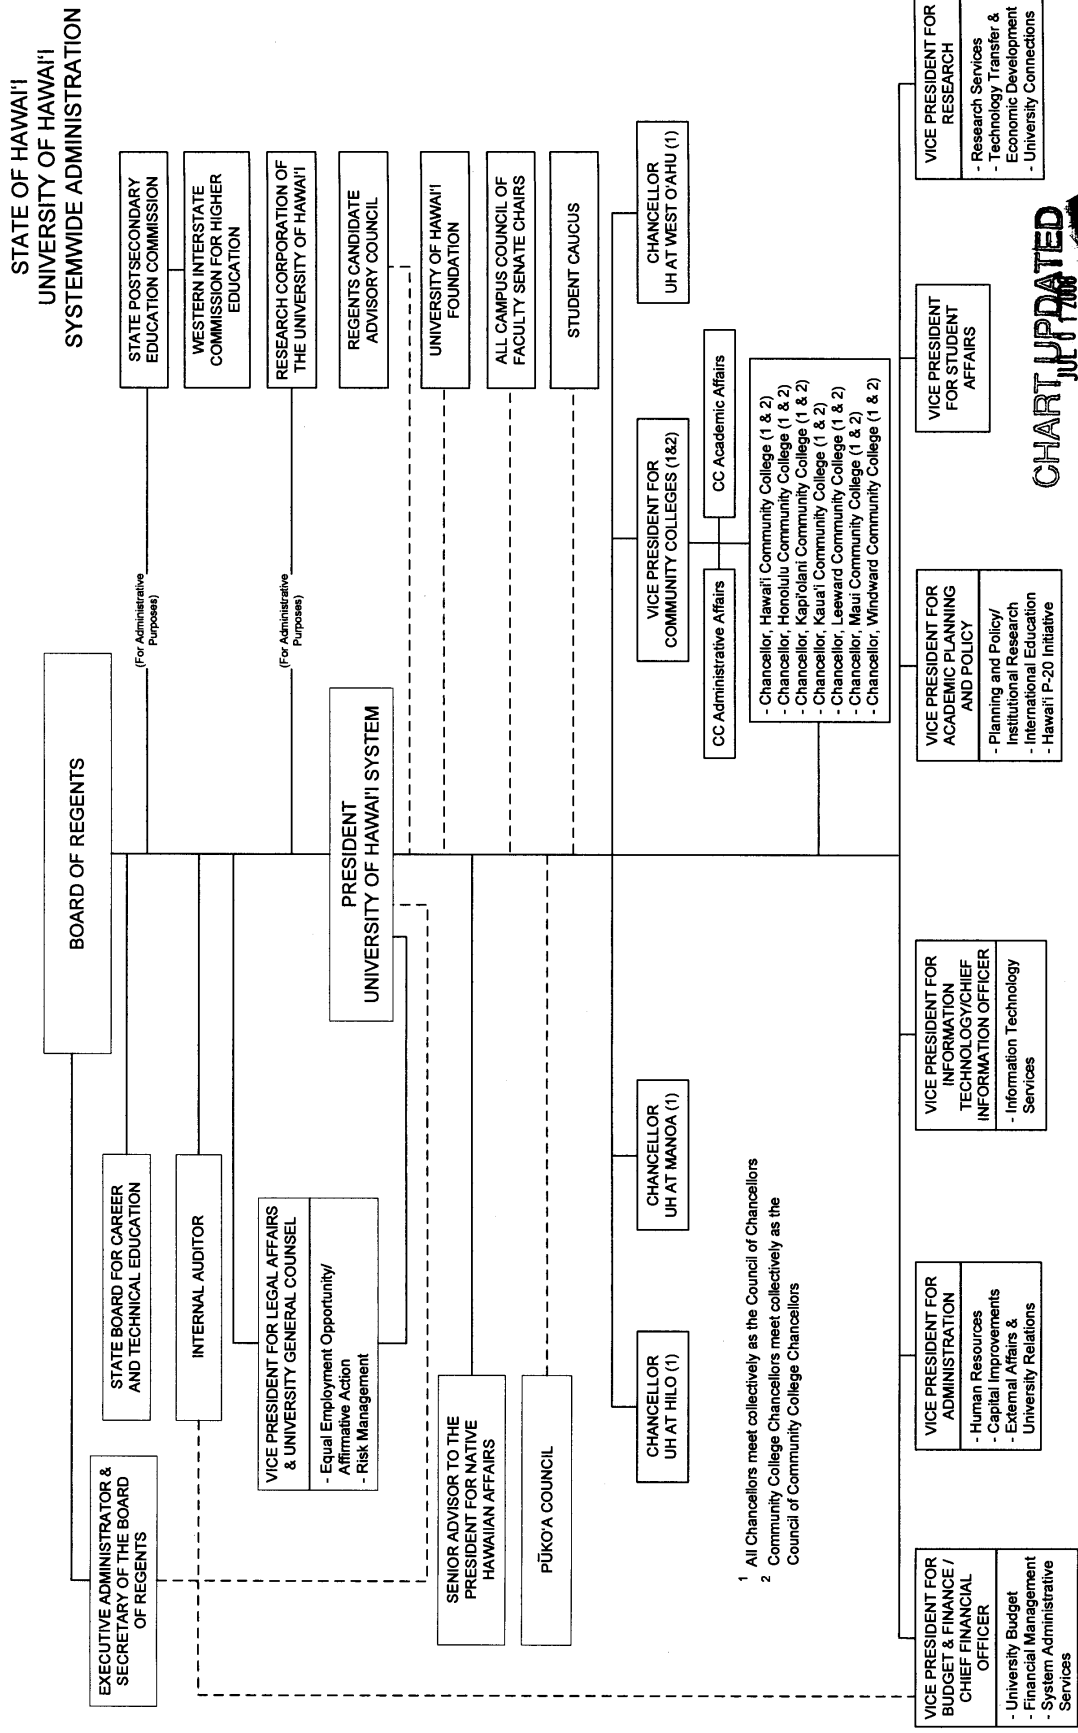 STATE OF HAWAI'I
UNIVERSITY OF HAWAI'I
SYSTEMWIDE ADMINISTRATION
BOARD OF REGENTS
EXECUTIVE ADMINISTRATOR &
SECRETARY OF THE BOARD
OF REGENTS
STATE BOARD FOR CAREER
AND TECHNICAL EDUCATION
INTERNAL AUDITOR
VICE PRESIDENT FOR LEGAL AFFAIRS
& UNIVERSITY GENERAL COUNSEL
- Equal Employment Opportunity/
Affirmative Action
- Risk Management
(For Administrative
Purposes)
STATE POSTSECONDARY
EDUCATION COMMISSION
WESTERN INTERSTATE
COMMISSION FOR HIGHER
EDUCATION
(For Administrative
Purposes)
RESEARCH CORPORATION OF
THE UNIVERSITY OF HAWAI'I
PRESIDENT
UNIVERSITY OF HAWAI'I SYSTEM
REGENTS CANDIDATE
ADVISORY COUNCIL
UNIVERSITY OF HAWAI'I
FOUNDATION
ALL CAMPUS COUNCIL OF
FACULTY SENATE CHAIRS
STUDENT CAUCUS
SENIOR ADVISOR TO THE
PRESIDENT FOR NATIVE
HAWAIIAN AFFAIRS
PŪKO'A COUNCIL
CHANCELLOR
UH AT HILO (1)
CHANCELLOR
UH AT MANOA (1)
VICE PRESIDENT FOR
COMMUNITY COLLEGES (1&2)
CHANCELLOR
UH AT WEST O'AHU (1)
CC Administrative Affairs
CC Academic Affairs
- Chancellor, Hawai'i Community College (1 & 2)
- Chancellor, Honolulu Community College (1 & 2)
- Chancellor, Kapi'olani Community College (1 & 2)
- Chancellor, Kaua'i Community College (1 & 2)
- Chancellor, Leeward Community College (1 & 2)
- Chancellor, Maui Community College (1 & 2)
- Chancellor, Windward Community College (1 & 2)
1 All Chancellors meet collectively as the Council of Chancellors
2 Community College Chancellors meet collectively as the
Council of Community College Chancellors
VICE PRESIDENT FOR
BUDGET & FINANCE /
CHIEF FINANCIAL
OFFICER
- University Budget
- Financial Management
- System Administrative
Services
VICE PRESIDENT FOR
ADMINISTRATION
- Human Resources
- Capital Improvements
- External Affairs &
University Relations
VICE PRESIDENT FOR
INFORMATION
TECHNOLOGY/CHIEF
INFORMATION OFFICER
- Information Technology
Services
VICE PRESIDENT FOR
ACADEMIC PLANNING
AND POLICY
- Planning and Policy/
Institutional Research
- International Education
- Hawai'i P-20 Initiative
VICE PRESIDENT
FOR STUDENT
AFFAIRS
VICE PRESIDENT FOR
RESEARCH
- Research Services
- Technology Transfer &
Economic Development
- University Connections
CHART UPDATED
JUL 01 2008